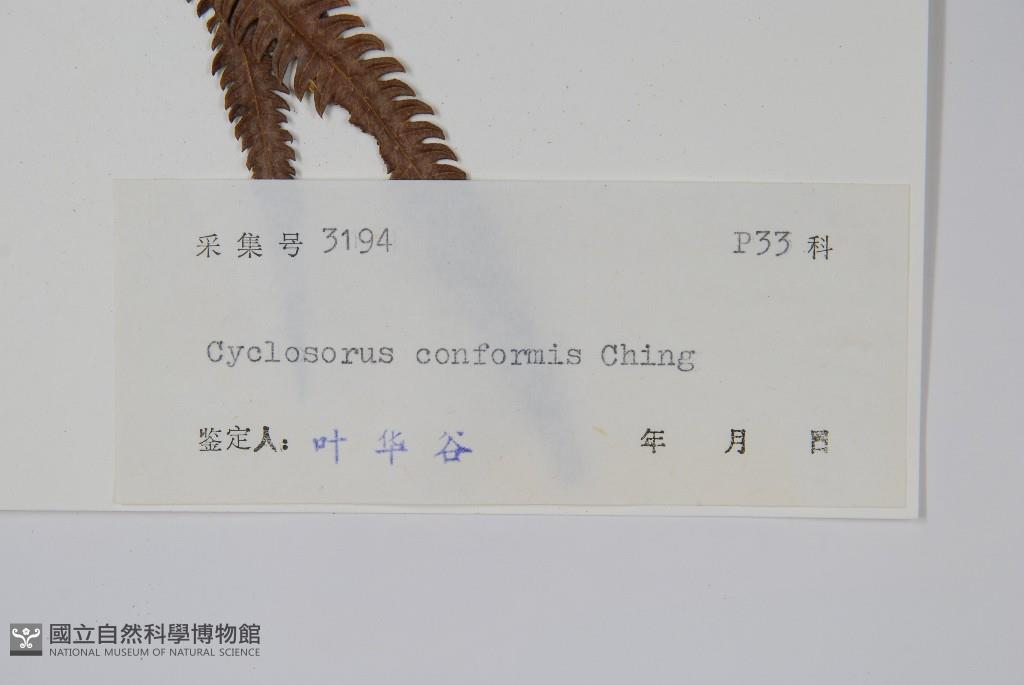 采集号 3194 P33 科
Cyclosorus conformis Ching
鉴定人: 叶华谷 年 月 日
國立自然科學博物館
NATIONAL MUSEUM OF NATURAL SCIENCE